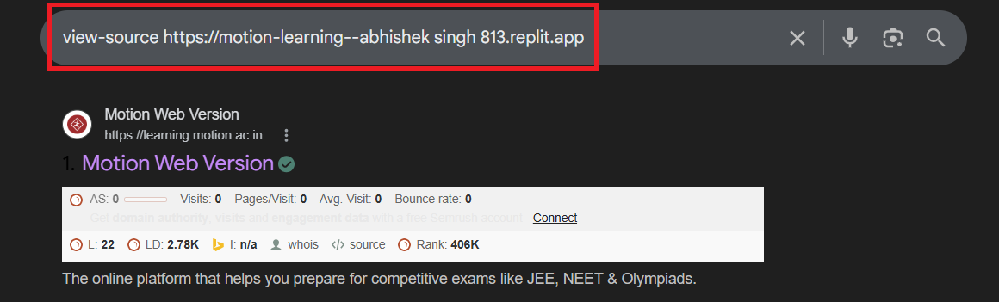 view-source https://motion-learning--abhishek singh 813.replit.app
Motion Web Version
https://learning.motion.ac.in
1. Motion Web Version
AS: 0 Visits: 0 Pages/Visit: 0 Avg. Visit: 0 Bounce rate: 0
Get domain authority, visits and engagement data with a free Semrush account - Connect
L: 22 LD: 2.78K I: n/a whois </> source Rank: 406K
The online platform that helps you prepare for competitive exams like JEE, NEET & Olympiads.